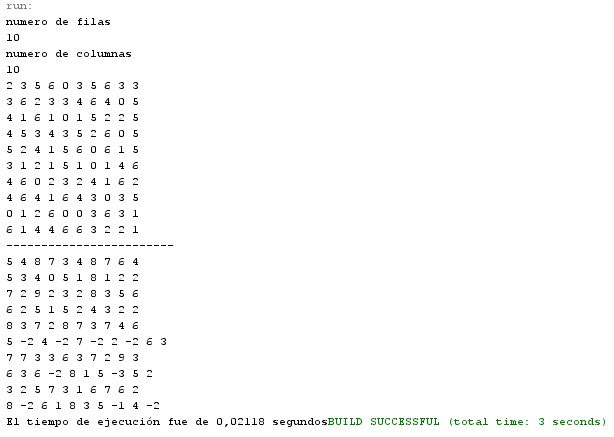 run:
numero de filas
10
numero de columnas
10
2 3 5 6 0 3 5 6 3 3
3 6 2 3 3 4 6 4 0 5
4 1 6 1 0 1 5 2 2 5
4 5 3 4 3 5 2 6 0 5
5 2 4 1 5 6 0 6 1 5
3 1 2 1 5 1 0 1 4 6
4 6 0 2 3 2 4 1 6 2
4 6 4 1 6 4 3 0 3 5
0 1 2 6 0 0 3 6 3 1
6 1 4 4 6 6 3 2 2 1
------------------------
5 4 8 7 3 4 8 7 6 4
5 3 4 0 5 1 8 1 2 2
7 2 9 2 3 2 8 3 5 6
6 2 5 1 5 2 4 3 2 2
8 3 7 2 8 7 3 7 4 6
5 -2 4 -2 7 -2 2 -2 6 3
7 7 3 3 6 3 7 2 9 3
6 3 6 -2 8 1 5 -3 5 2
3 2 5 7 3 1 6 7 6 2
8 -2 6 1 8 3 5 -1 4 -2
El tiempo de ejecución fue de 0,02118 segundosBUILD SUCCESSFUL (total time: 3 seconds)